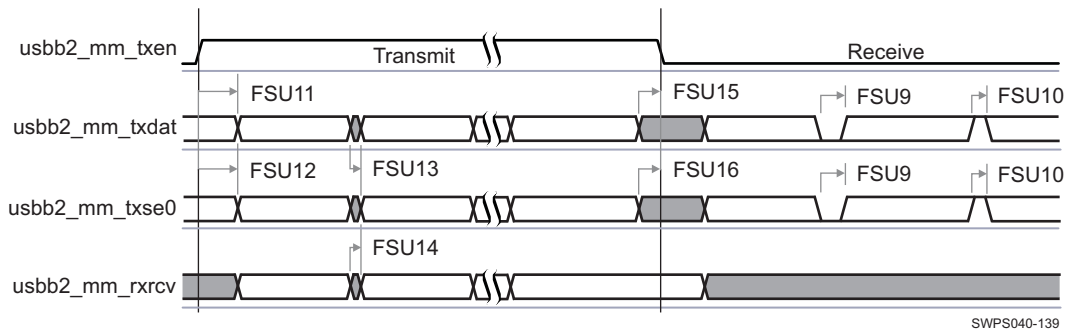 usbb2_mm_txen
Transmit
Receive
FSU11
FSU15
FSU9
FSU10
usbb2_mm_txdat
FSU12
FSU13
FSU16
FSU9
FSU10
usbb2_mm_txse0
FSU14
usbb2_mm_rxrcv
SWPS040-139